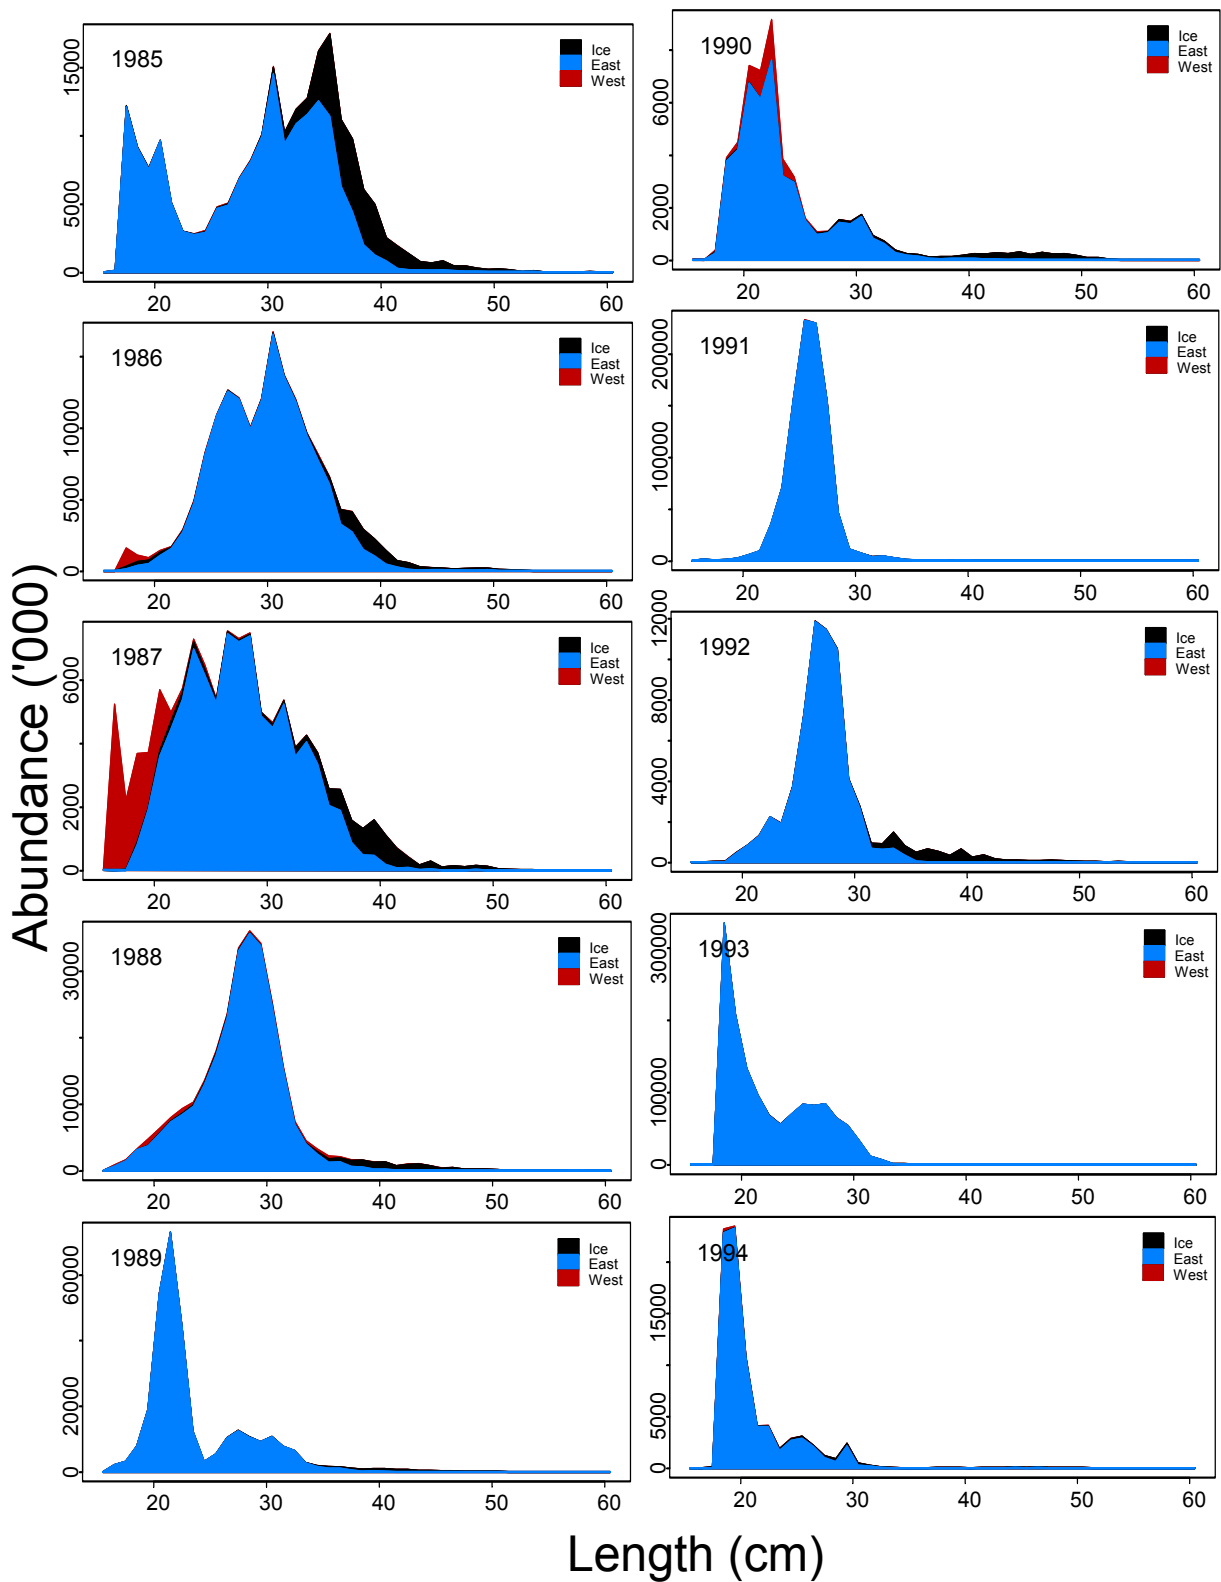 Abundance ('000)
1985
Ice
East
West
0
5000
15000
20 30 40 50 60
1990
Ice
East
West
0
2000
6000
20 30 40 50 60
1986
Ice
East
West
0
5000
10000
20 30 40 50 60
1991
Ice
East
West
0
100000
200000
20 30 40 50 60
1987
Ice
East
West
0
2000
6000
20 30 40 50 60
1992
Ice
East
West
0
4000
8000
12000
20 30 40 50 60
1988
Ice
East
West
0
10000
30000
20 30 40 50 60
1993
Ice
East
West
0
100000
300000
20 30 40 50 60
1989
Ice
East
West
0
20000
60000
20 30 40 50 60
1994
Ice
East
West
0
5000
15000
20 30 40 50 60
Length (cm)